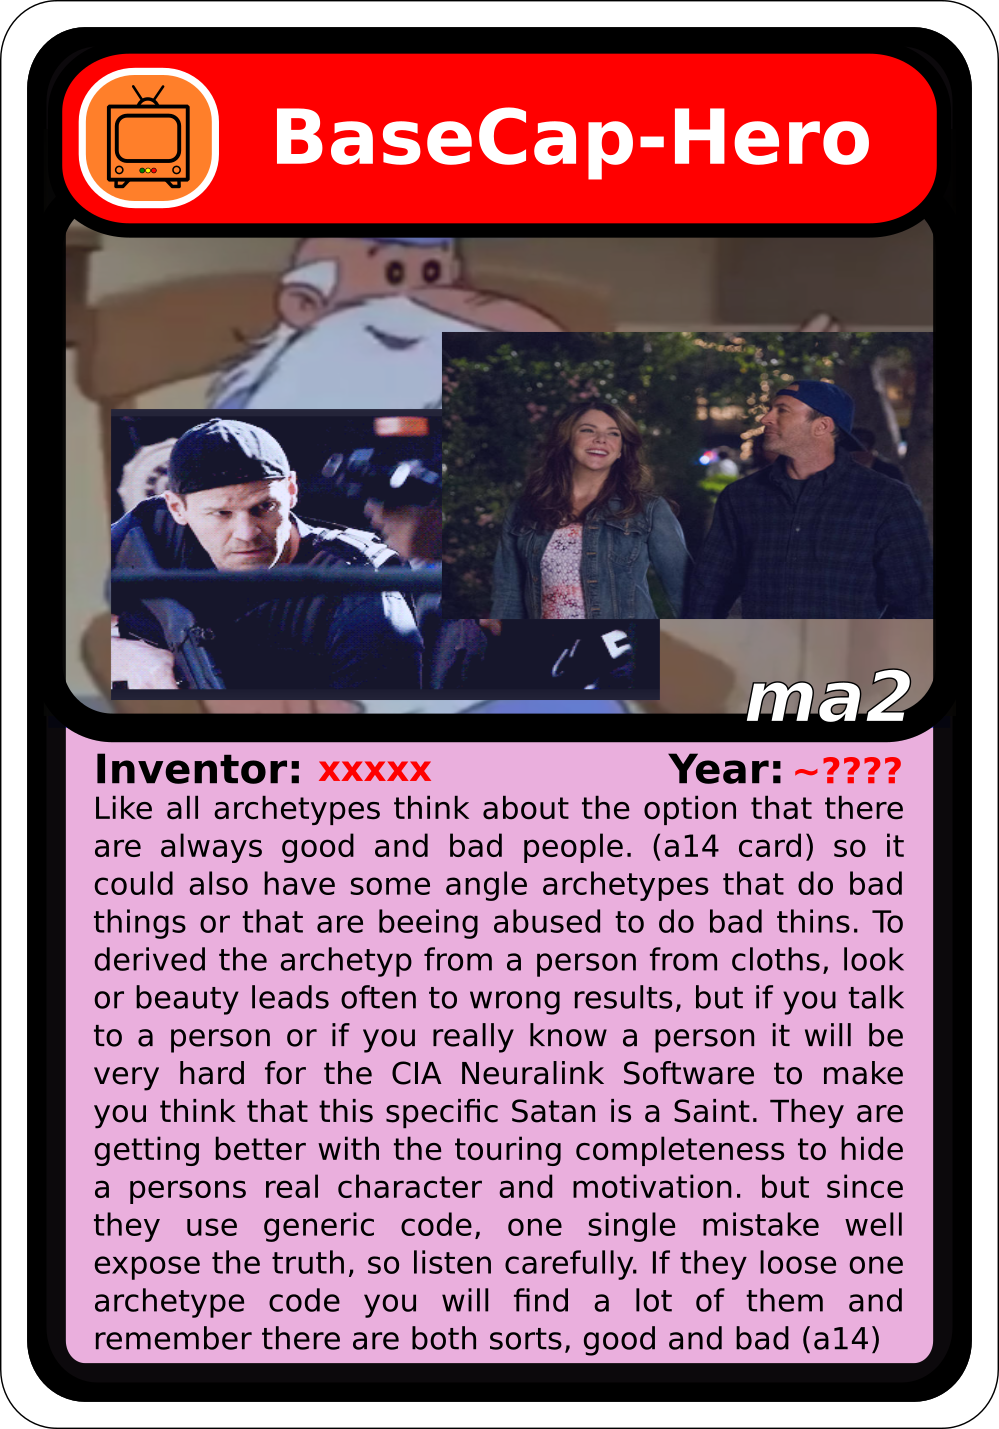 BaseCap-Hero
ma2
Inventor: xxxxx Year: ~????
Like all archetypes think about the option that there
are always good and bad people. (a14 card) so it
could also have some angle archetypes that do bad
things or that are beeing abused to do bad thins. To
derived the archetyp from a person from cloths, look
or beauty leads often to wrong results, but if you talk
to a person or if you really know a person it will be
very hard for the CIA Neuralink Software to make
you think that this specific Satan is a Saint. They are
getting better with the touring completeness to hide
a persons real character and motivation. but since
they use generic code, one single mistake well
expose the truth, so listen carefully. If they loose one
archetype code you will find a lot of them and
remember there are both sorts, good and bad (a14)